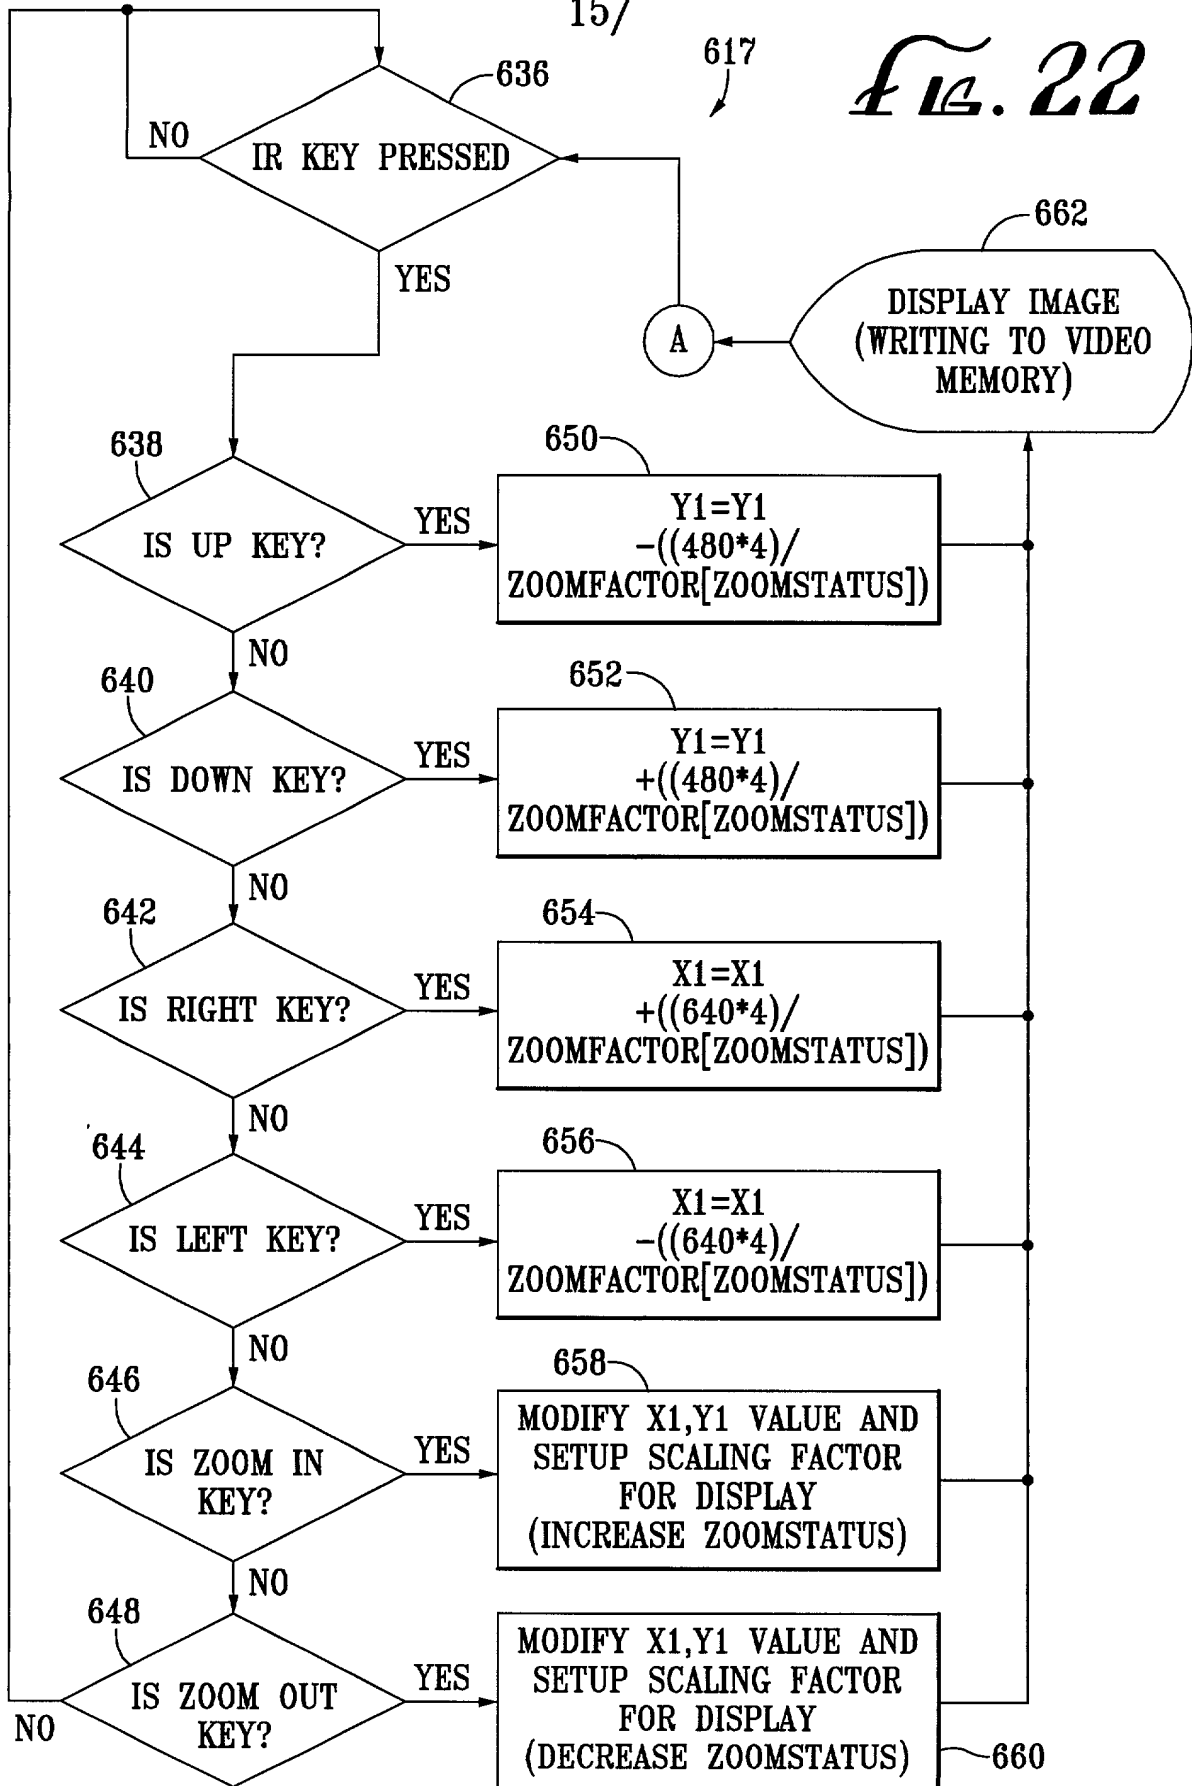 15/
617
FIG. 22
636
NO
IR KEY PRESSED
YES
662
DISPLAY IMAGE
(WRITING TO VIDEO
MEMORY)
A
638
IS UP KEY?
YES
650
Y1=Y1
-((480*4)/
ZOOMFACTOR[ZOOMSTATUS])
NO
640
IS DOWN KEY?
YES
652
Y1=Y1
+((480*4)/
ZOOMFACTOR[ZOOMSTATUS])
NO
642
IS RIGHT KEY?
YES
654
X1=X1
+((640*4)/
ZOOMFACTOR[ZOOMSTATUS])
NO
644
IS LEFT KEY?
YES
656
X1=X1
-((640*4)/
ZOOMFACTOR[ZOOMSTATUS])
NO
646
IS ZOOM IN
KEY?
YES
658
MODIFY X1,Y1 VALUE AND
SETUP SCALING FACTOR
FOR DISPLAY
(INCREASE ZOOMSTATUS)
NO
648
IS ZOOM OUT
KEY?
NO
YES
MODIFY X1,Y1 VALUE AND
SETUP SCALING FACTOR
FOR DISPLAY
(DECREASE ZOOMSTATUS)
660